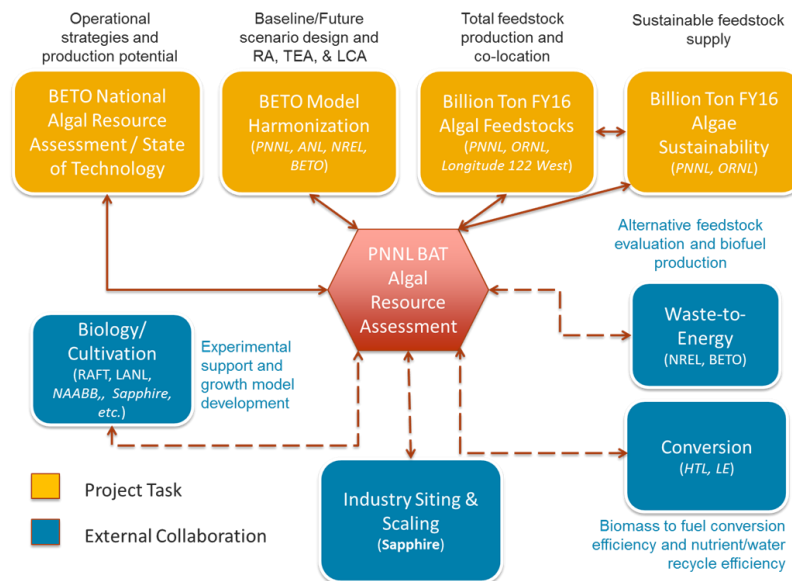 Operational
strategies and
production potential
Baseline/Future
scenario design and
RA, TEA, & LCA
Total feedstock
production and
co-location
Sustainable feedstock
supply
BETO National
Algal Resource
Assessment / State
of Technology
BETO Model
Harmonization
(PNNL, ANL, NREL,
BETO)
Billion Ton FY16
Algal Feedstocks
(PNNL, ORNL,
Longitude 122 West)
Billion Ton FY16
Algae
Sustainability
(PNNL, ORNL)
PNNL BAT
Algal
Resource
Assessment
Alternative feedstock
evaluation and biofuel
production
Waste-to-
Energy
(NREL, BETO)
Biology/
Cultivation
(RAFT, LANL,
NAABB,, Sapphire,
etc.)
Experimental
support and
growth model
development
Conversion
(HTL, LE)
Industry Siting &
Scaling
(Sapphire)
Biomass to fuel conversion
efficiency and nutrient/water
recycle efficiency
Project Task
External Collaboration